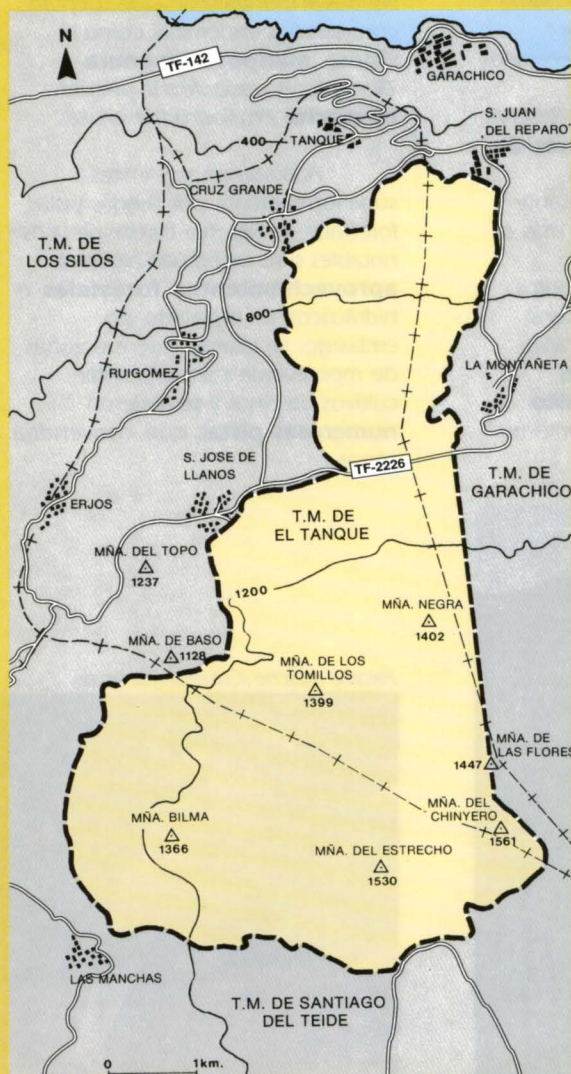 N
TF-142
GARACHICO
S. JUAN
DEL REPARO
400
TANQUE
CRUZ GRANDE
T.M. DE
LOS SILOS
800
RUIGOMEZ
LA MONTAÑETA
S. JOSE DE
LLANOS
TF-2226
T.M. DE
GARACHICO
ERJOS
T.M. DE
EL TANQUE
MÑA. DEL TOPO
1237
1200
MÑA. NEGRA
1402
MÑA. DE BASO
1128
MÑA. DE LOS
TOMILLOS
1399
MÑA. DE
LAS FLORES
1447
MÑA. BILMA
1366
MÑA. DEL
CHINYERO
1561
MÑA. DEL ESTRECHO
1530
LAS MANCHAS
T.M. DE SANTIAGO
DEL TEIDE
0 1km.